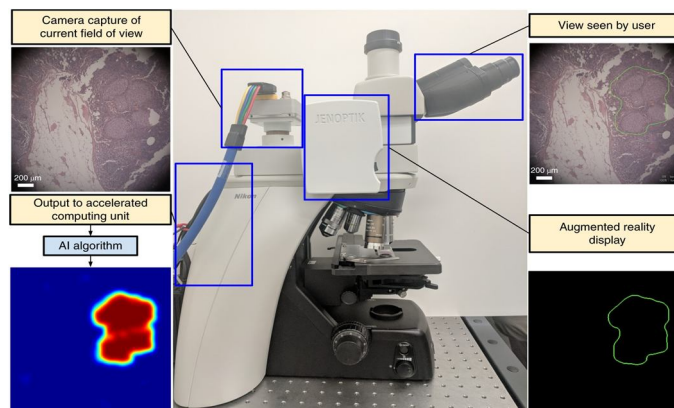 Camera capture of
current field of view
View seen by user
JENOPTIK
200 µm
200 µm
Output to accelerated
computing unit
Nikon
AI algorithm
Augmented reality
display